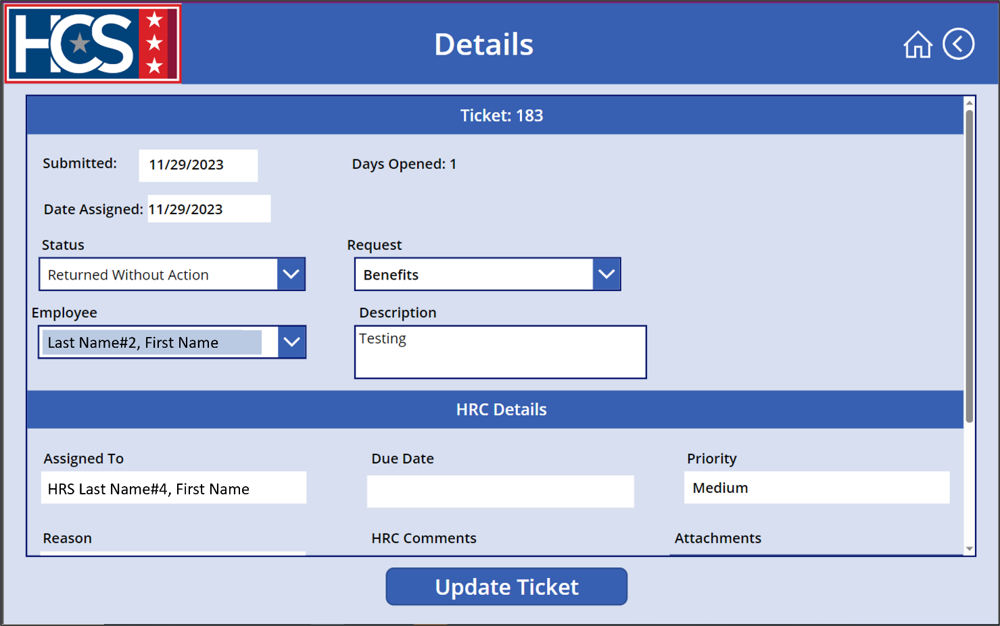 HCS
Details
Ticket: 183
Submitted: 11/29/2023 Days Opened: 1
Date Assigned: 11/29/2023
Status Request
Returned Without Action Benefits
Employee Description
Last Name#2, First Name Testing
HRC Details
Assigned To Due Date Priority
HRS Last Name#4, First Name Medium
Reason HRC Comments Attachments
Update Ticket